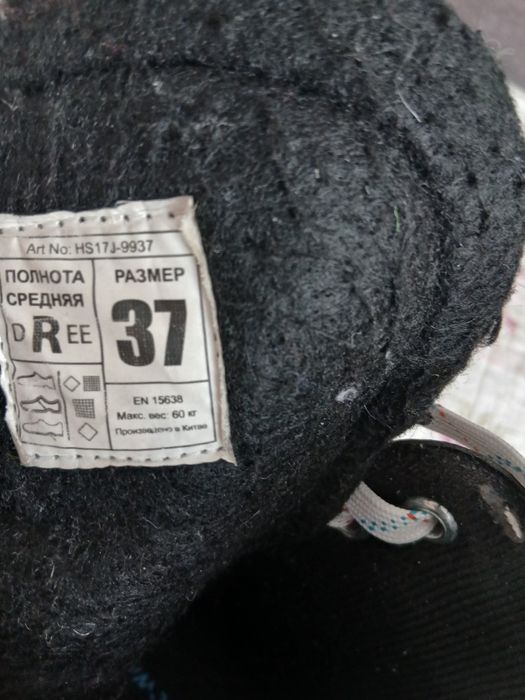 Art No: HS17J-9937
ПОЛНОТА
СРЕДНЯЯ
D R EE
РАЗМЕР
37
EN 15638
Макс. вес: 60 кг
Произведено в Китае